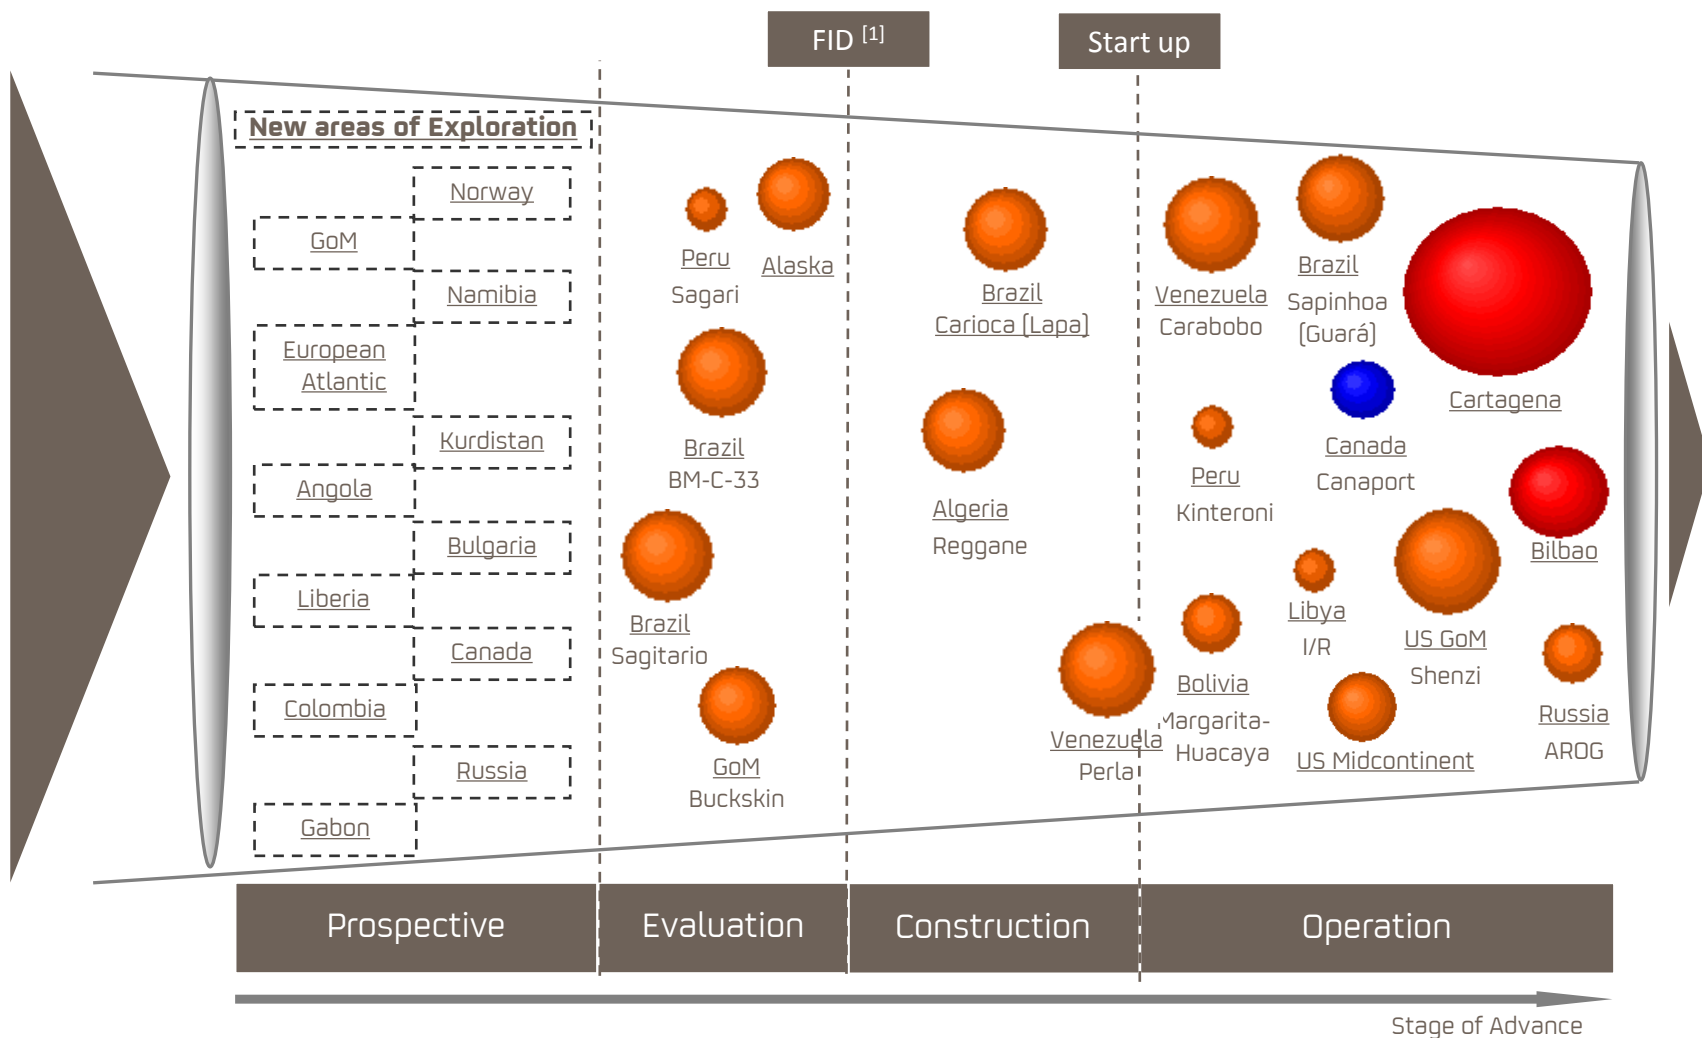 FID [1]
Start up
New areas of Exploration
Norway
GoM
Namibia
European
Atlantic
Kurdistan
Angola
Bulgaria
Liberia
Canada
Colombia
Russia
Gabon
Peru
Sagari
Alaska
Brazil
BM-C-33
Brazil
Sagitario
GoM
Buckskin
Brazil
Carioca (Lapa)
Algeria
Reggane
Venezuela
Perla
Venezuela
Carabobo
Brazil
Sapinhoa
(Guará)
Cartagena
Canada
Canaport
Peru
Kinteroni
Bilbao
Libya
I/R
US GoM
Shenzi
Bolivia
Margarita-
Huacaya
US Midcontinent
Russia
AROG
Prospective
Evaluation
Construction
Operation
Stage of Advance